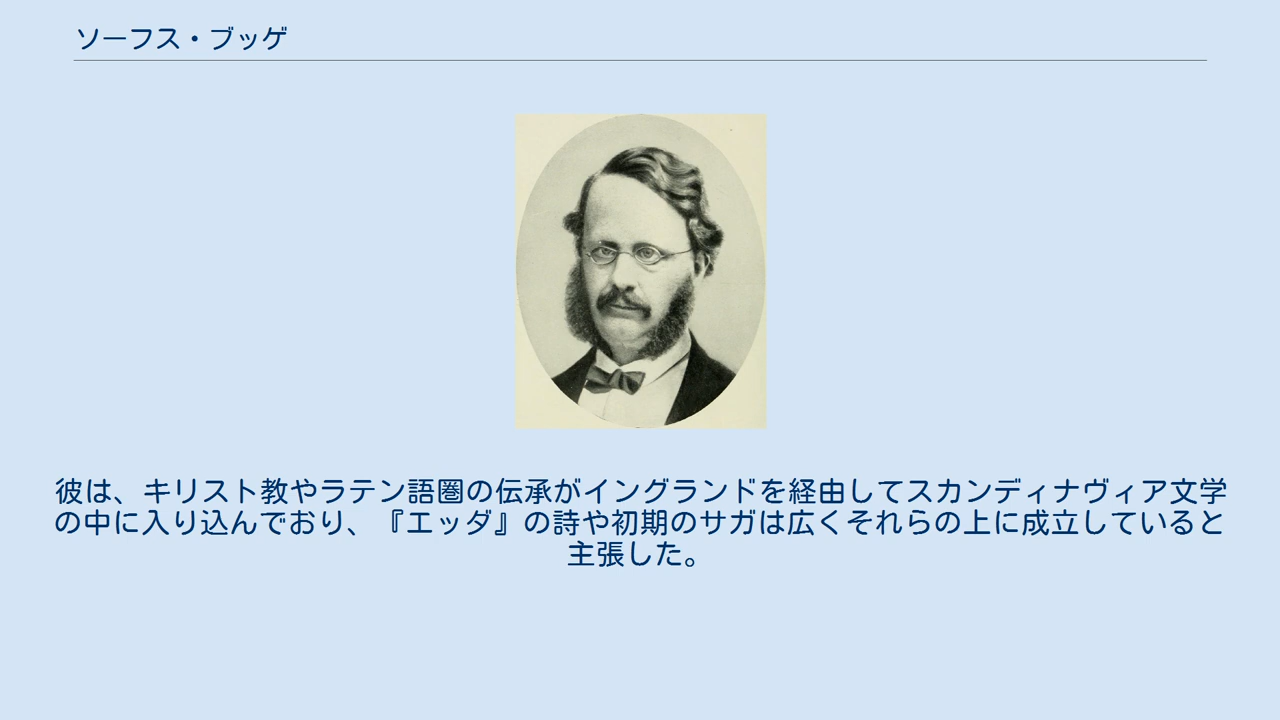 ソーフス・ブッゲ
彼は、キリスト教やラテン語圏の伝承がイングランドを経由してスカンディナヴィア文学
の中に入り込んでおり、『エッダ』の詩や初期のサガは広くそれらの上に成立していると
主張した。